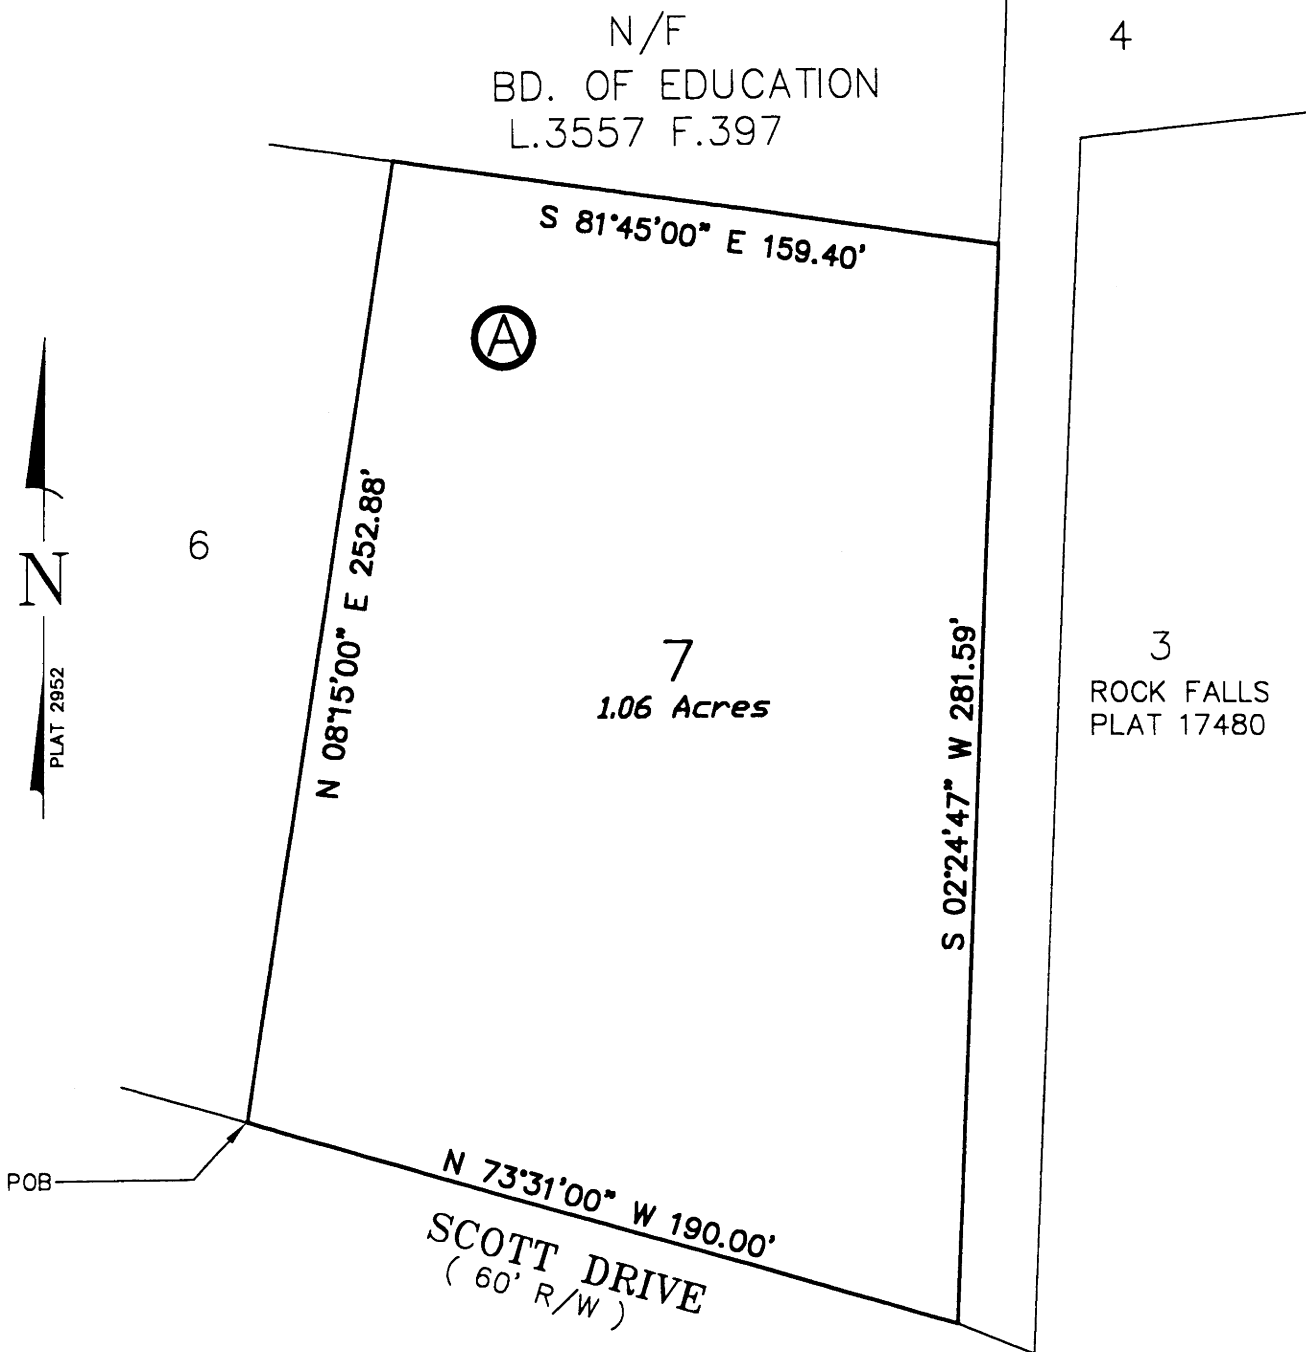 N/F
BD. OF EDUCATION
L.3557 F.397
4
S 81°45'00" E 159.40'
A
N 08°15'00" E 252.88'
6
N
PLAT 2952
7
1.06 Acres
S 02°24'47" W 281.59'
3
ROCK FALLS
PLAT 17480
POB
N 73°31'00" W 190.00'
SCOTT DRIVE
( 60' R/W )